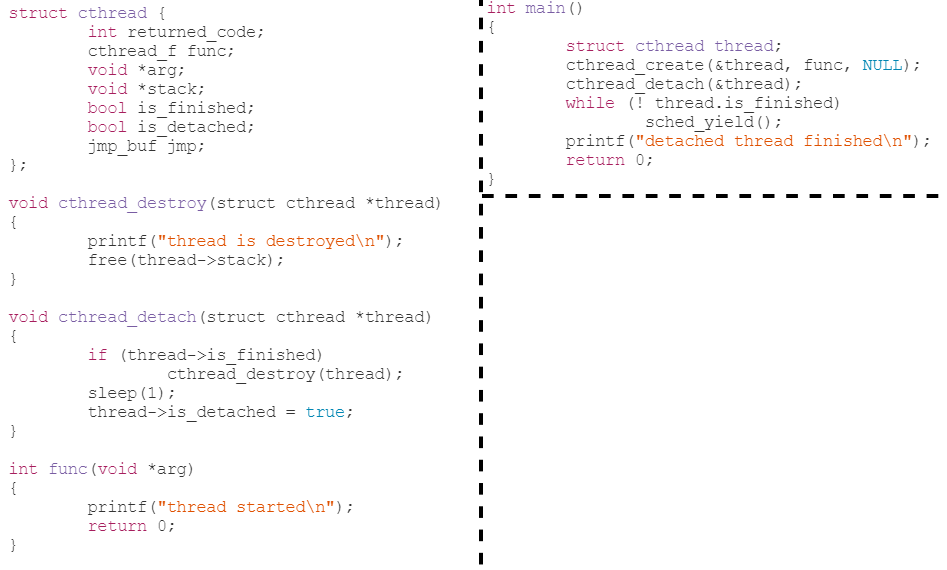 struct cthread {
        int returned_code;
        cthread_f func;
        void *arg;
        void *stack;
        bool is_finished;
        bool is_detached;
        jmp_buf jmp;
};

void cthread_destroy(struct cthread *thread)
{
        printf("thread is destroyed\n");
        free(thread->stack);
}

void cthread_detach(struct cthread *thread)
{
        if (thread->is_finished)
                cthread_destroy(thread);
        sleep(1);
        thread->is_detached = true;
}

int func(void *arg)
{
        printf("thread started\n");
        return 0;
}

int main()
{
        struct cthread thread;
        cthread_create(&thread, func, NULL);
        cthread_detach(&thread);
        while (! thread.is_finished)
                sched_yield();
        printf("detached thread finished\n");
        return 0;
}